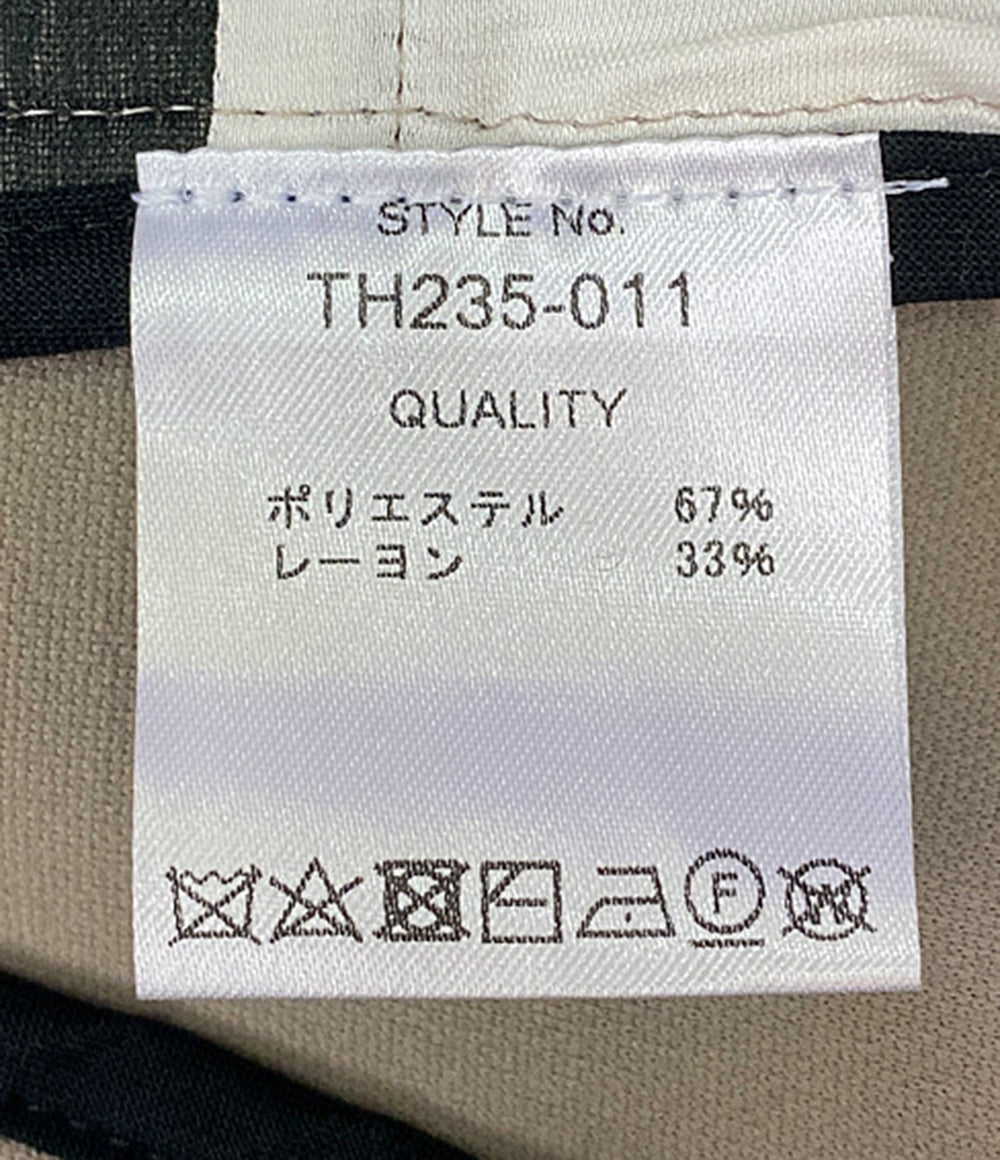 STYLE No.
TH235-011
QUALITY
ポリエステル 67%
レーヨン 33%
F
W